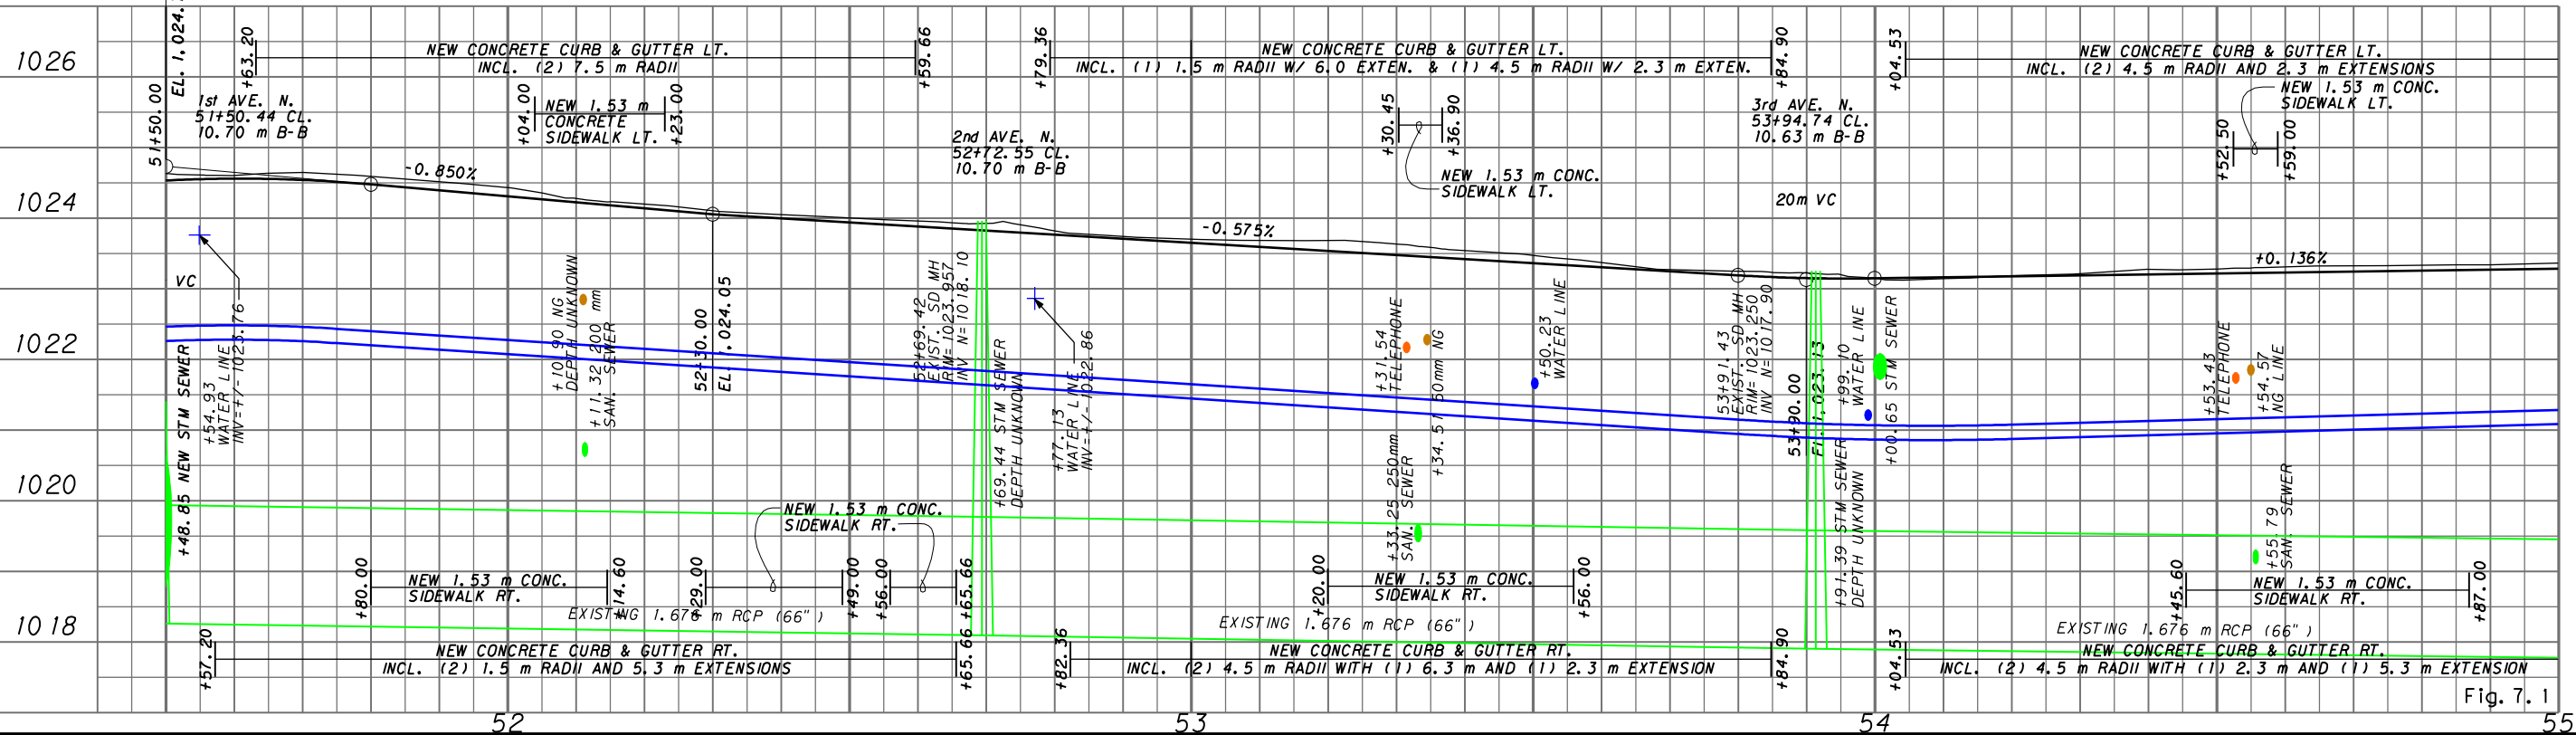 1026
1024
1022
1020
1018
EL. 1,024.
51+50.00
+63.20
NEW CONCRETE CURB & GUTTER LT.
INCL. (2) 7.5 m RADII
+59.66
+79.36
NEW CONCRETE CURB & GUTTER LT.
INCL. (1) 1.5 m RADII W/ 6.0 EXTEN. & (1) 4.5 m RADII W/ 2.3 m EXTEN.
+84.90
+04.53
NEW CONCRETE CURB & GUTTER LT.
INCL. (2) 4.5 m RADII AND 2.3 m EXTENSIONS
1st AVE. N.
51+50.44 CL.
10.70 m B-B
+04.00
NEW 1.53 m
CONCRETE
SIDEWALK LT.
+23.00
2nd AVE. N.
52+72.55 CL.
10.70 m B-B
+30.45
+36.90
NEW 1.53 m CONC.
SIDEWALK LT.
3rd AVE. N.
53+94.74 CL.
10.63 m B-B
NEW 1.53 m CONC.
SIDEWALK LT.
+52.50
+59.00
-0.850%
-0.575%
20m VC
+0.136%
VC
+48.85 NEW STM SEWER
+54.93
WATER LINE
INV=+/-1023.76
+10.90 NG
DEPTH UNKNOWN
+11.32 200 mm
SAN. SEWER
52+30.00
EL. 1,024.05
52+69.42
EXIST. SD MH
RIM=1023.957
INV N=1018.10
+69.44 STM SEWER
DEPTH UNKNOWN
+77.13
WATER LINE
INV=+/-1022.86
+31.54
TELEPHONE
+33.25 250mm
SAN. SEWER
+34.51 50mm NG
+50.23
WATER LINE
53+91.43
EXIST. SD MH
RIM=1023.250
INV N=1017.90
53+90.00
EL. 1,023.13
+91.39 STM SEWER
DEPTH UNKNOWN
+99.10
WATER LINE
+00.65 STM SEWER
+53.43
TELEPHONE
+54.57
NG LINE
+55.79
SAN. SEWER
+80.00
NEW 1.53 m CONC.
SIDEWALK RT.
+14.60
+29.00
NEW 1.53 m CONC.
SIDEWALK RT.
+49.00
+56.00
+65.66
+20.00
NEW 1.53 m CONC.
SIDEWALK RT.
+56.00
+45.60
NEW 1.53 m CONC.
SIDEWALK RT.
+87.00
EXISTING 1.676 m RCP (66")
EXISTING 1.676 m RCP (66")
EXISTING 1.676 m RCP (66")
+57.20
NEW CONCRETE CURB & GUTTER RT.
INCL. (2) 1.5 m RADII AND 5.3 m EXTENSIONS
+65.66
+82.36
NEW CONCRETE CURB & GUTTER RT.
INCL. (2) 4.5 m RADII WITH (1) 6.3 m AND (1) 2.3 m EXTENSION
+84.90
+04.53
NEW CONCRETE CURB & GUTTER RT.
INCL. (2) 4.5 m RADII WITH (1) 2.3 m AND (1) 5.3 m EXTENSION
Fig. 7.1
52
53
54
55